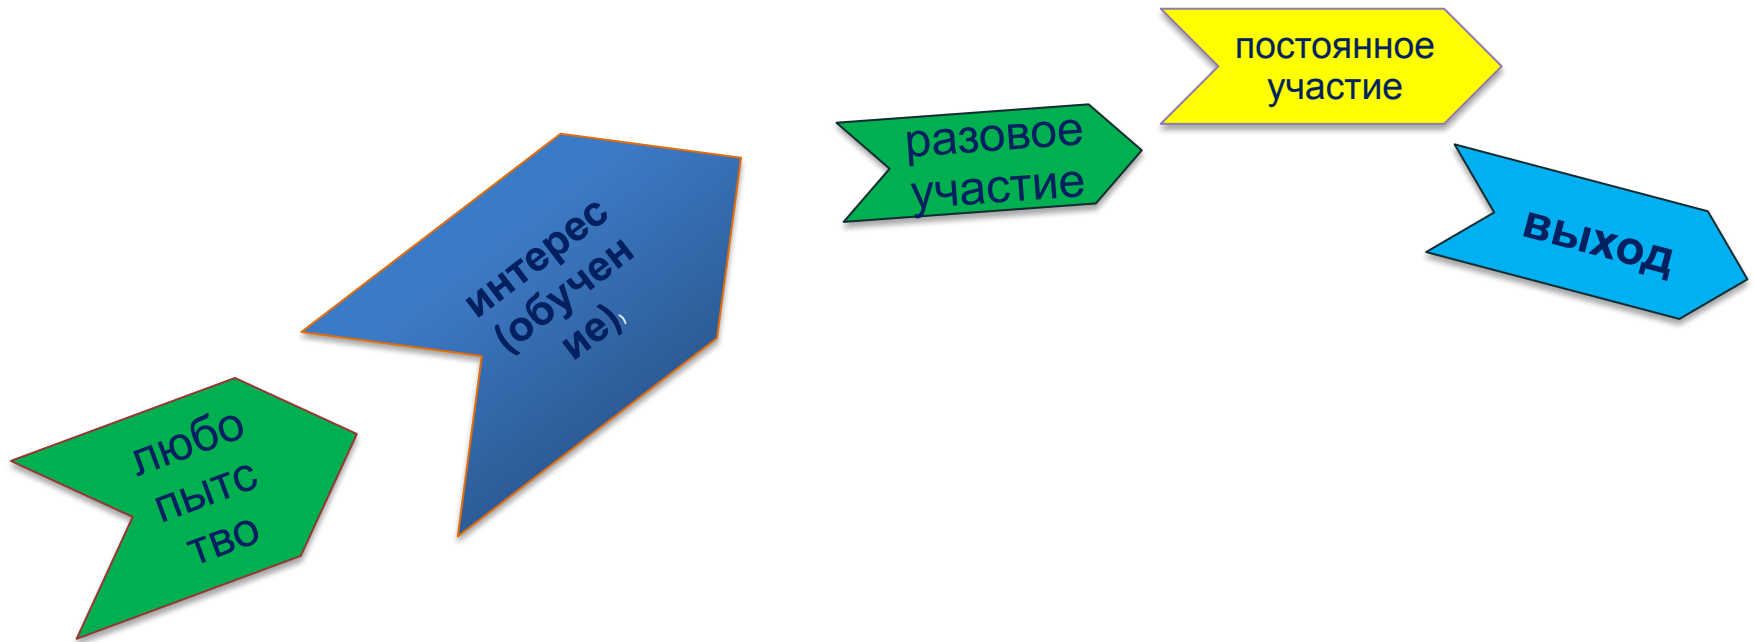 любо
пытс
тво
интерес
(обучен
ие))
разовое
участие
постоянное
участие
выход